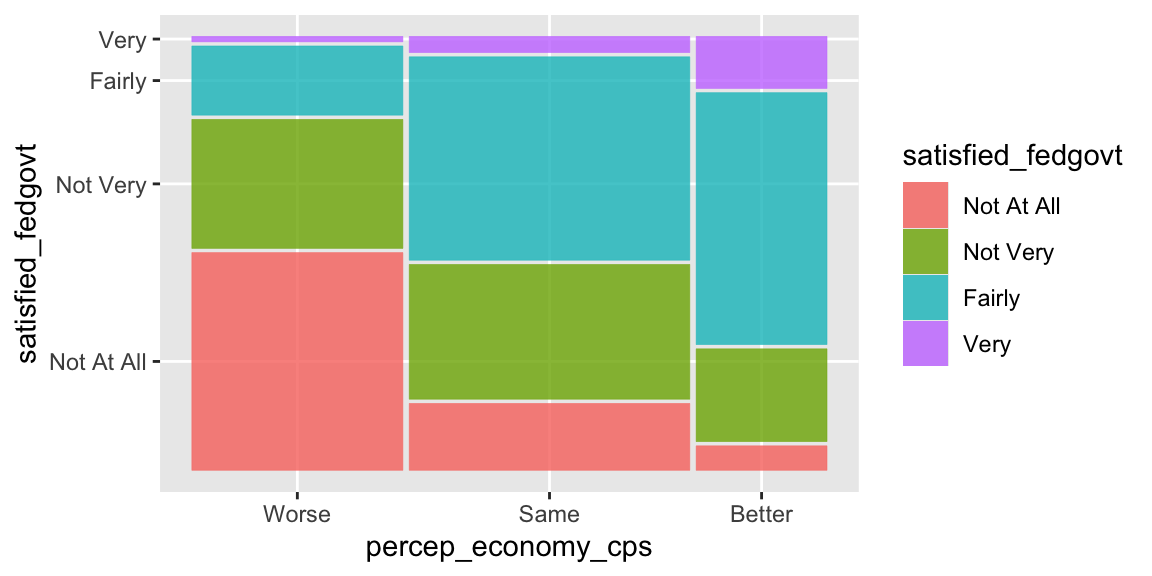 satisfied_fedgovt
Very
Fairly
Not Very
Not At All
Worse
Same
Better
percep_economy_cps
satisfied_fedgovt
Not At All
Not Very
Fairly
Very